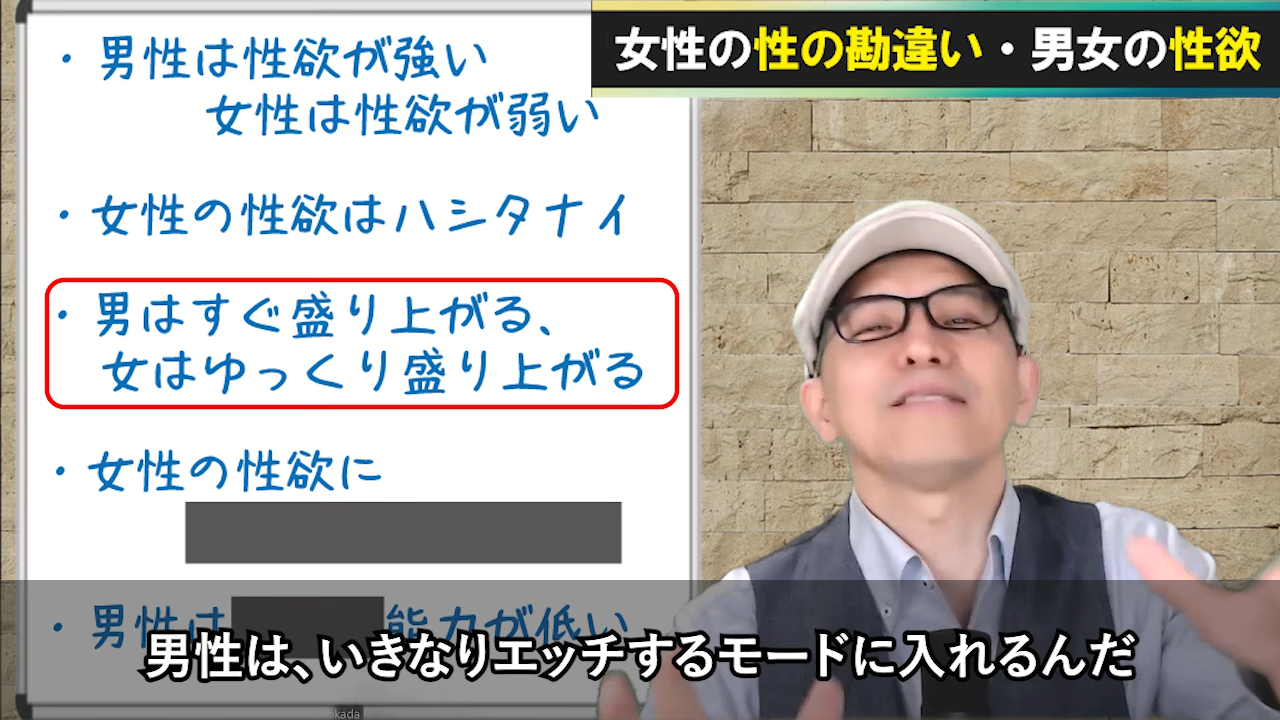 女性の性の勘違い・男女の性欲
・男性は性欲が強い
女性は性欲が弱い
・女性の性欲はハシタナイ
・男はすぐ盛り上がる、
女はゆっくり盛り上がる
・女性の性欲に
・男性は
能力が低い
男性は、いきなりエッチするモードに入れるんだ